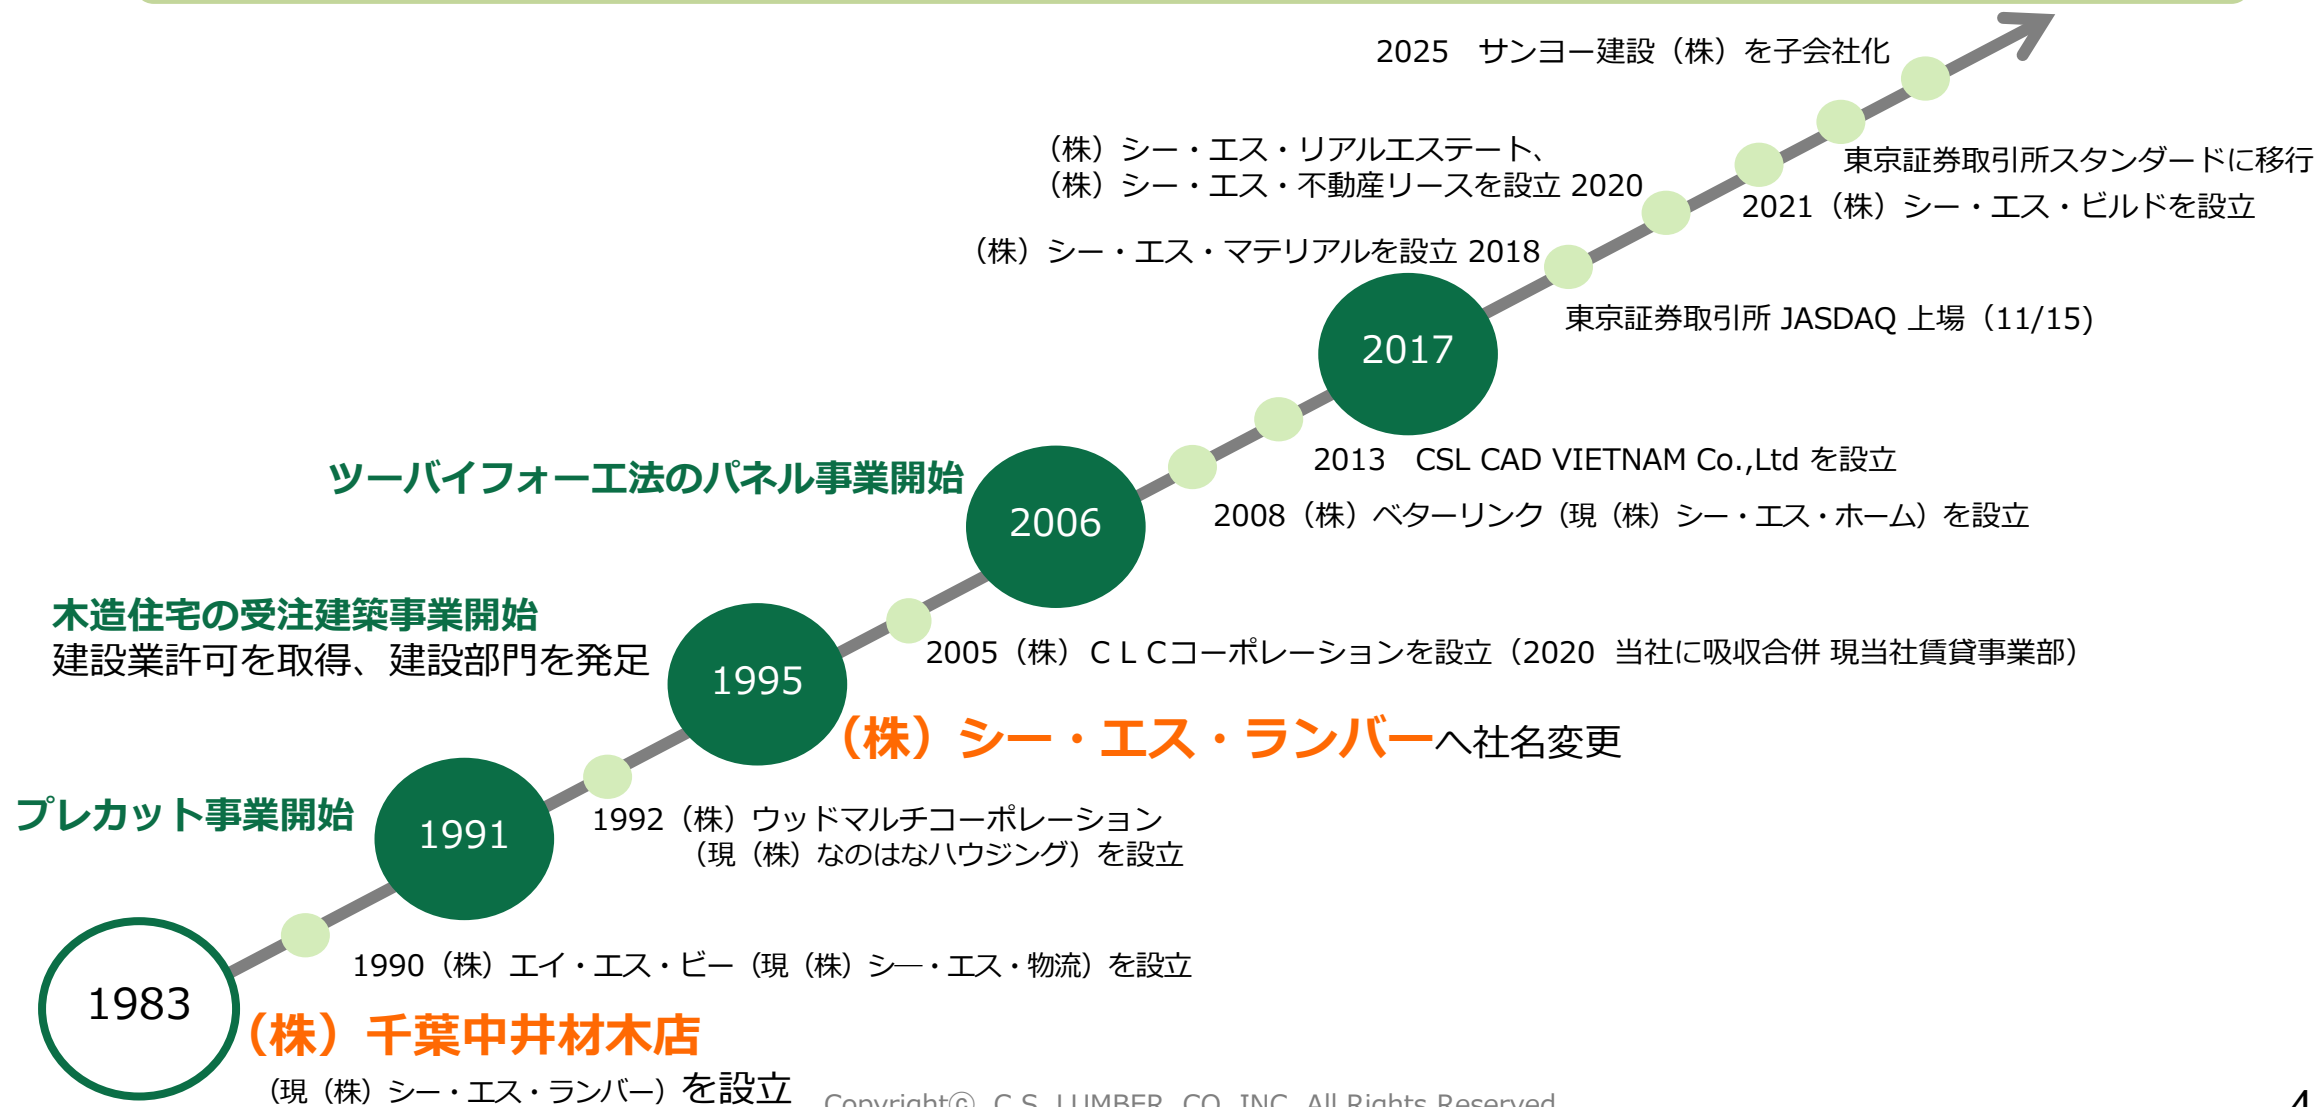 2025　サンヨー建設（株）を子会社化
（株）シー・エス・リアルエステート、
（株）シー・エス・不動産リースを設立 2020
東京証券取引所スタンダードに移行
2021（株）シー・エス・ビルドを設立
（株）シー・エス・マテリアルを設立 2018
東京証券取引所 JASDAQ 上場（11/15)
2017
2013　CSL CAD VIETNAM Co.,Ltd を設立
ツーバイフォー工法のパネル事業開始
2006
2008（株）ベターリンク（現（株）シー・エス・ホーム）を設立
木造住宅の受注建築事業開始
建設業許可を取得、建設部門を発足
1995
2005（株）ＣＬＣコーポレーションを設立（2020 当社に吸収合併 現当社賃貸事業部）
（株）シー・エス・ランバーへ社名変更
プレカット事業開始
1991
1992（株）ウッドマルチコーポレーション
（現（株）なのはなハウジング）を設立
1990（株）エイ・エス・ビー（現（株）シ―・エス・物流）を設立
1983
（株）千葉中井材木店
（現（株）シー・エス・ランバー）を設立
Copyrightⓒ C.S. LUMBER. CO. INC. All Rights Reserved
4